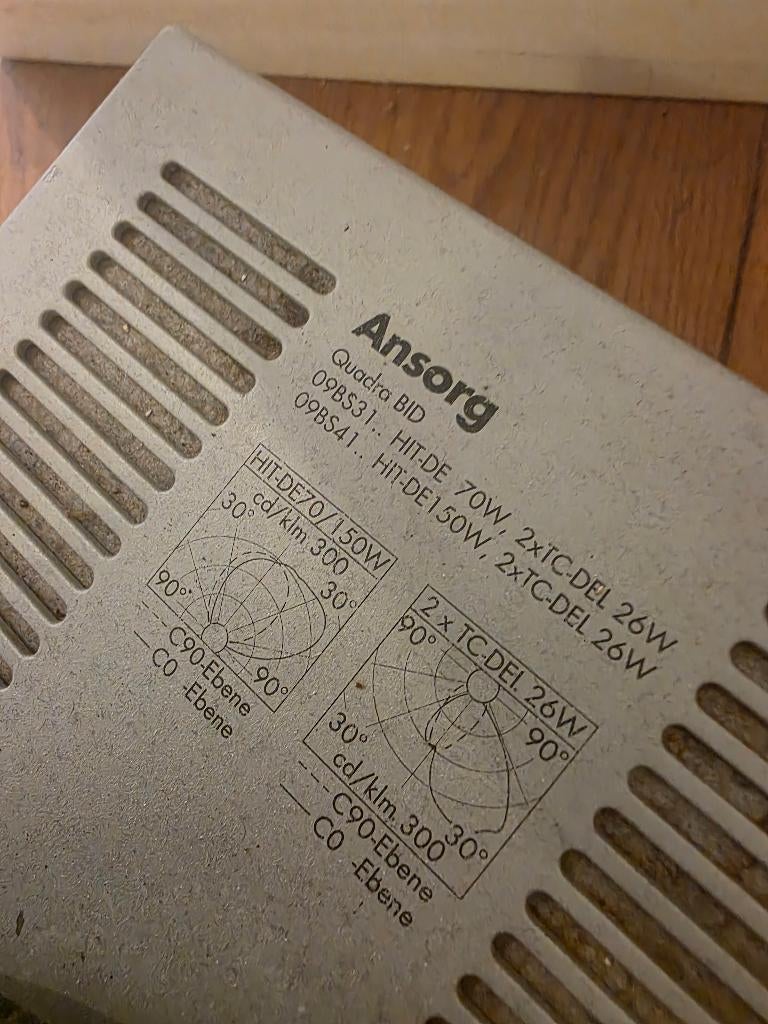 Ansorg
Quadra BID
09BS31.. HIT-DE 70W, 2xTC-DEL 26W
09BS41.. HIT-DE150W, 2xTC-DEL 26W
HIT-DE70/150W
cd/klm 300
30°
30°
90°
90°
C90-Ebene
C0 -Ebene
2 x TC-DEL 26W
90°
90°
30°
30°
cd/klm 300
C90-Ebene
C0 -Ebene